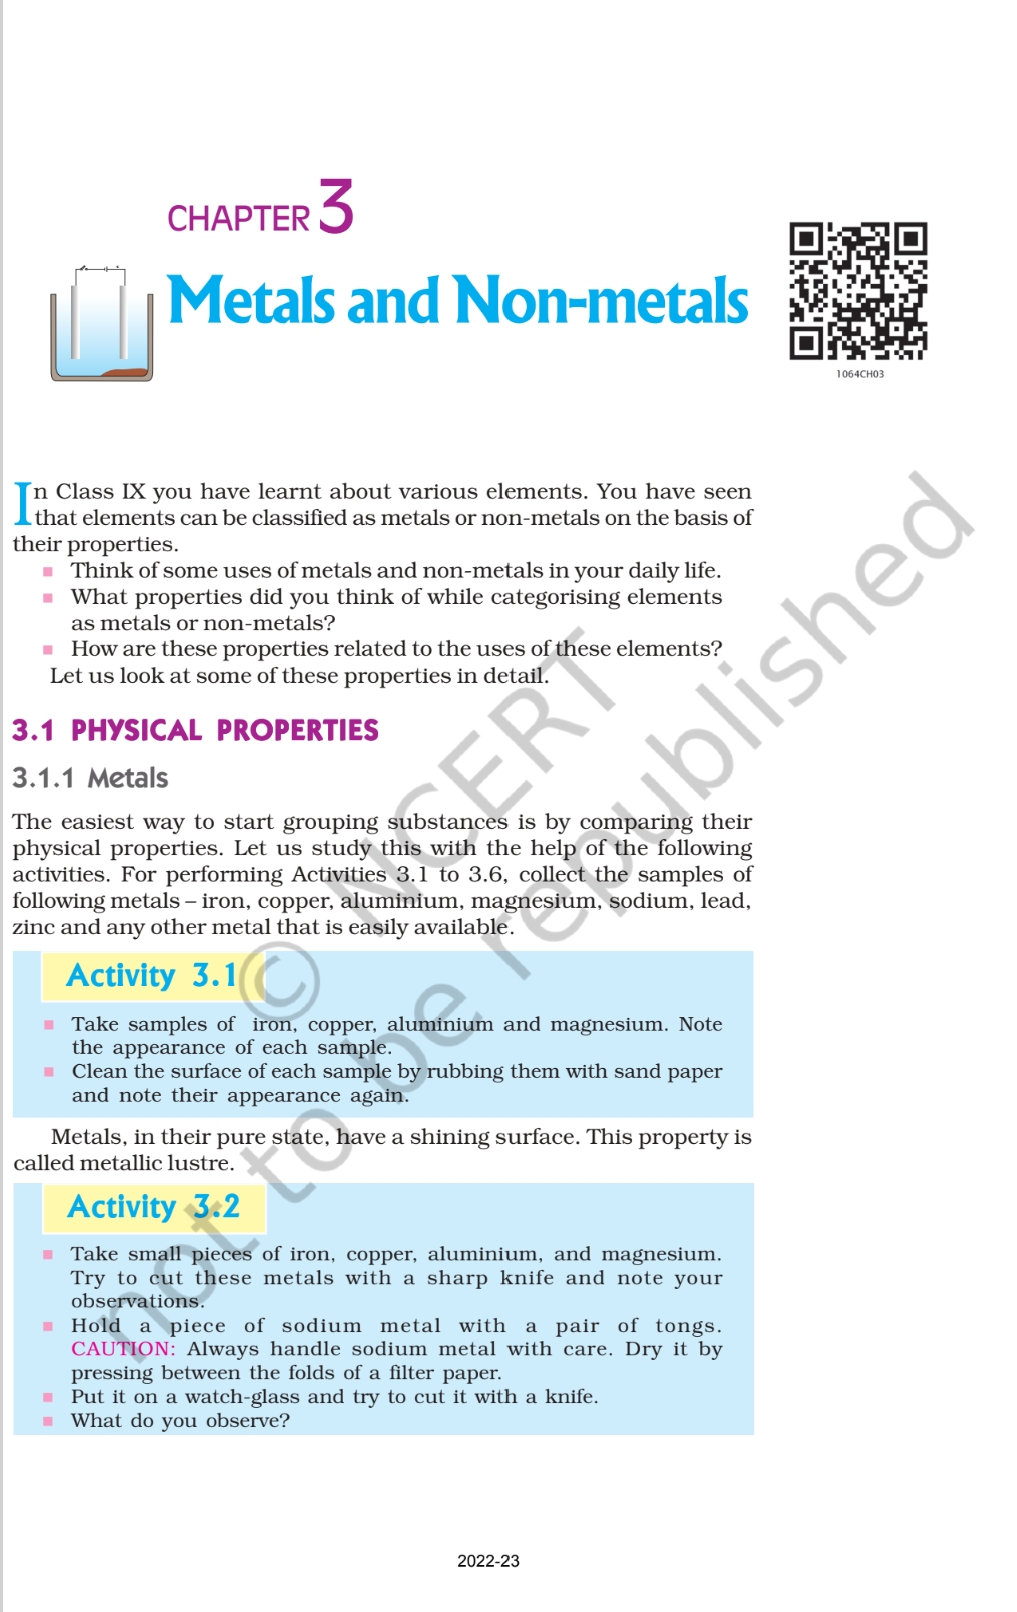 CHAPTER 3
Metals and Non-metals
1064CH03
In Class IX you have learnt about various elements. You have seen
that elements can be classified as metals or non-metals on the basis of
their properties.
■ Think of some uses of metals and non-metals in your daily life.
■ What properties did you think of while categorising elements
as metals or non-metals?
■ How are these properties related to the uses of these elements?
Let us look at some of these properties in detail.
3.1 PHYSICAL PROPERTIES
3.1.1 Metals
The easiest way to start grouping substances is by comparing their
physical properties. Let us study this with the help of the following
activities. For performing Activities 3.1 to 3.6, collect the samples of
following metals – iron, copper, aluminium, magnesium, sodium, lead,
zinc and any other metal that is easily available.
Activity 3.1
■ Take samples of iron, copper, aluminium and magnesium. Note
the appearance of each sample.
■ Clean the surface of each sample by rubbing them with sand paper
and note their appearance again.
Metals, in their pure state, have a shining surface. This property is
called metallic lustre.
Activity 3.2
■ Take small pieces of iron, copper, aluminium, and magnesium.
Try to cut these metals with a sharp knife and note your
observations.
■ Hold a piece of sodium metal with a pair of tongs.
CAUTION: Always handle sodium metal with care. Dry it by
pressing between the folds of a filter paper.
■ Put it on a watch-glass and try to cut it with a knife.
■ What do you observe?
2022-23
© NCERT
not to be republished